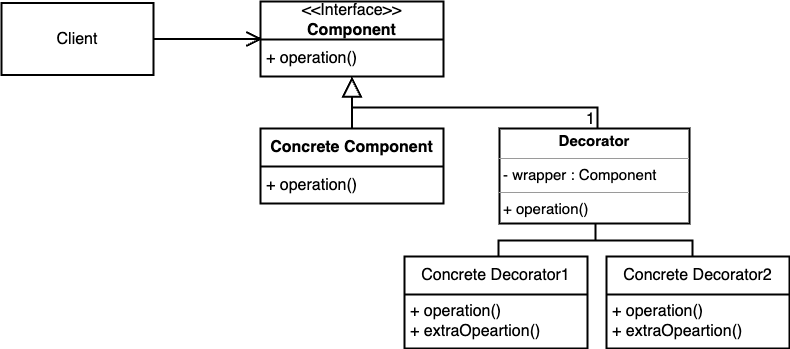 Client
<<Interface>>
Component
+ operation()
1
Concrete Component
+ operation()
Decorator
- wrapper : Component
+ operation()
Concrete Decorator1
+ operation()
+ extraOpeartion()
Concrete Decorator2
+ operation()
+ extraOpeartion()